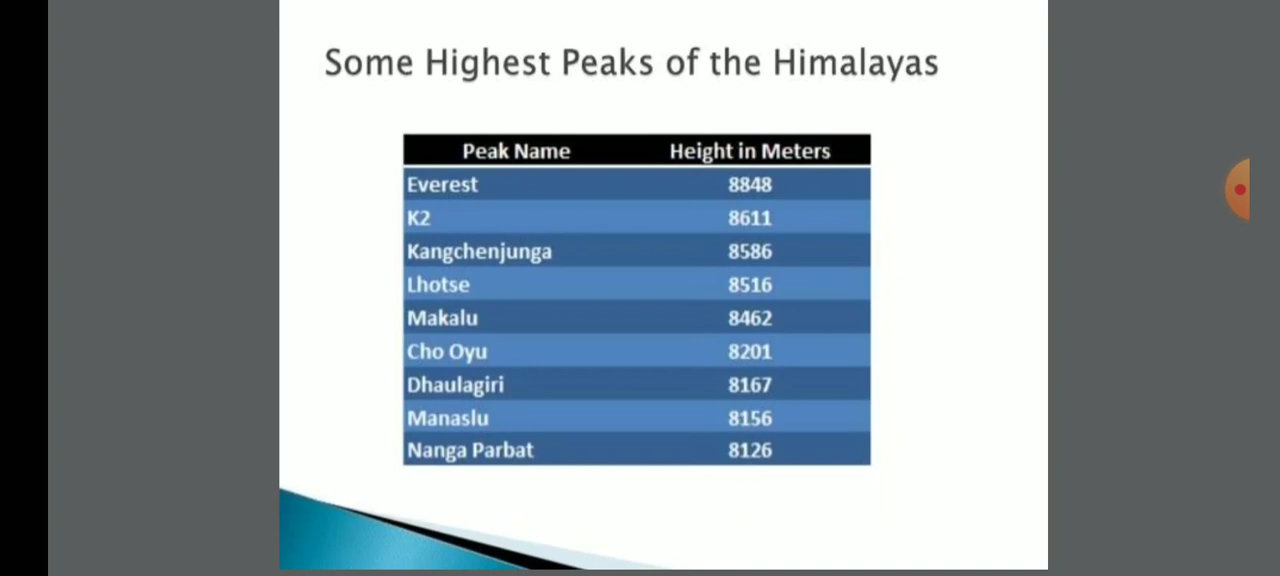 Some Highest Peaks of the Himalayas
Peak Name Height in Meters
Everest 8848
K2 8611
Kangchenjunga 8586
Lhotse 8516
Makalu 8462
Cho Oyu 8201
Dhaulagiri 8167
Manaslu 8156
Nanga Parbat 8126